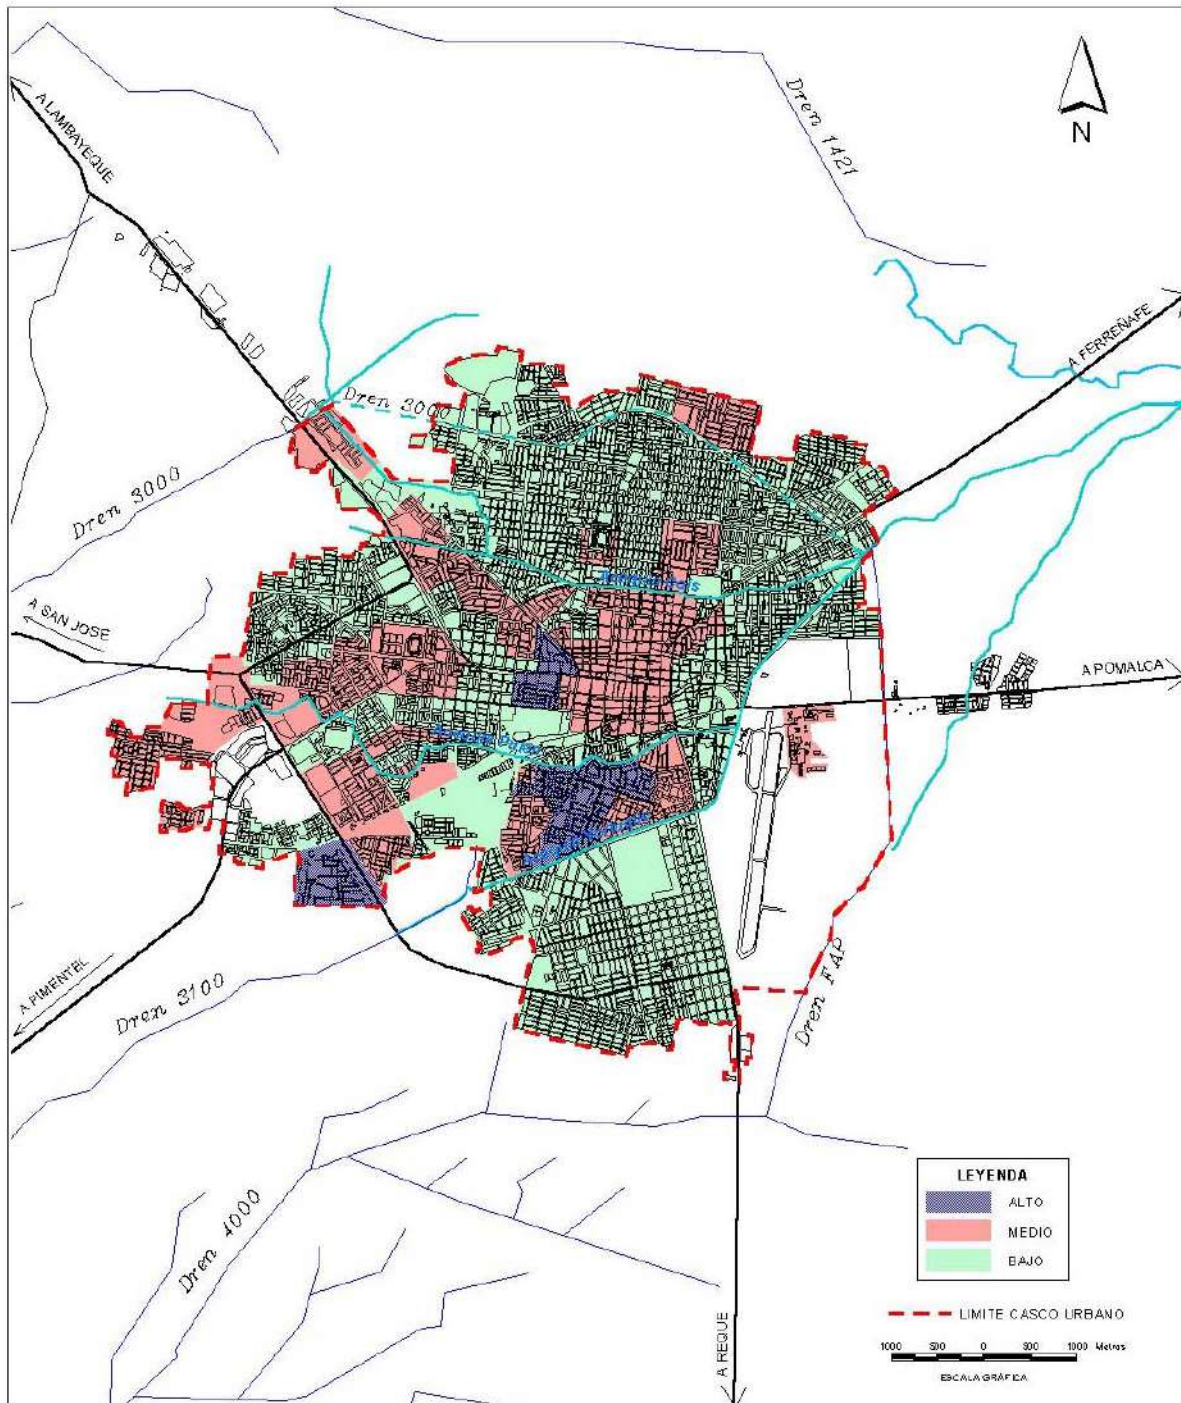 Dren 1421
N
A LAMBAYEQUE
A FERREÑAFE
Dren 3000
Dren 3000
A SAN JOSE
A POMALCA
A PIMENTEL
Dren 3100
Dren FAP
Dren 4000
A REQUE
LEYENDA
ALTO
MEDIO
BAJO
LIMITE CASCO URBANO
1000 500 0 500 1000 Metros
ESCALA GRÁFICA